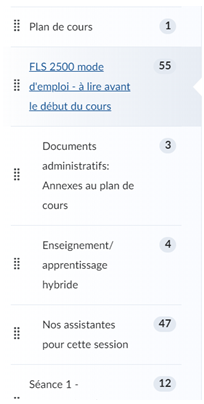 Plan de cours
1
FLS 2500 mode
55
d'emploi - à lire avant
le début du cours
Documents
3
administratifs:
Annexes au plan de
cours
Enseignement/
4
apprentissage
hybride
Nos assistantes
47
pour cette session
Séance 1 -
12